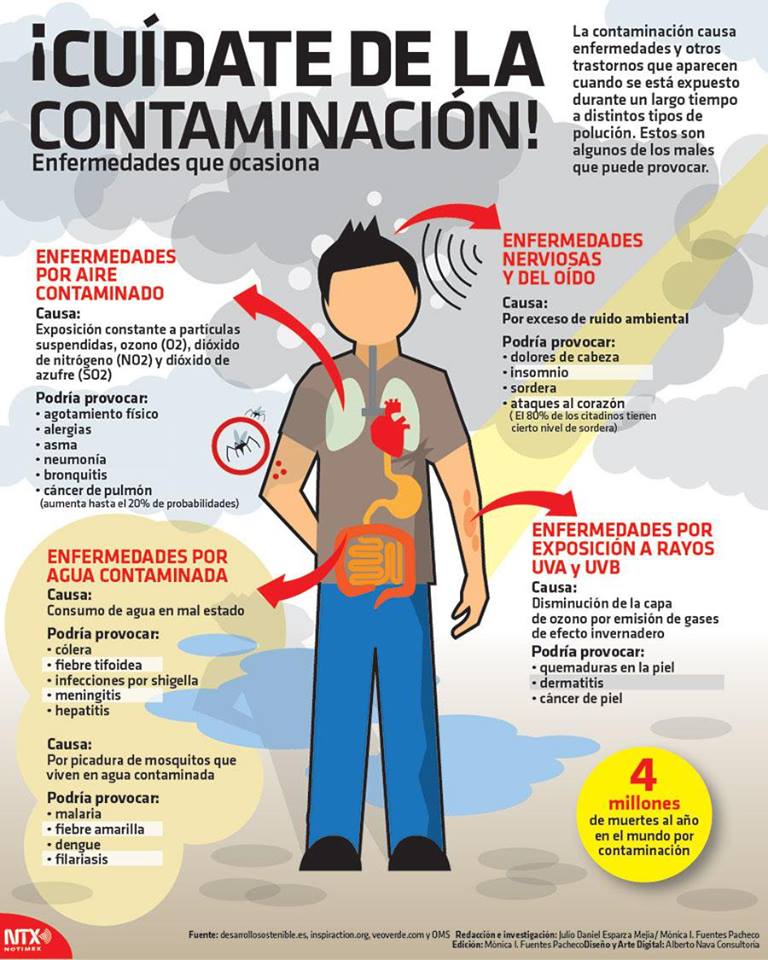 ¡CUÍDATE DE LA
CONTAMINACIÓN!
Enfermedades que ocasiona
La contaminación causa
enfermedades y otros
trastornos que aparecen
cuando se está expuesto
durante un largo tiempo
a distintos tipos de
polución. Estos son
algunos de los males
que puede provocar.
ENFERMEDADES
POR AIRE
CONTAMINADO
Causa:
Exposición constante a partículas
suspendidas, ozono (O2), dióxido
de nitrógeno (NO2) y dióxido de
azufre (SO2)
Podría provocar:
• agotamiento físico
• alergias
• asma
• neumonía
• bronquitis
• cáncer de pulmón
(aumenta hasta el 20% de probabilidades)
ENFERMEDADES
NERVIOSAS
Y DEL OÍDO
Causa:
Por exceso de ruido ambiental
Podría provocar:
• dolores de cabeza
• insomnio
• sordera
• ataques al corazón
( El 80% de los citadinos tienen
cierto nivel de sordera)
ENFERMEDADES POR
AGUA CONTAMINADA
Causa:
Consumo de agua en mal estado
Podría provocar:
• cólera
• fiebre tifoidea
• infecciones por shigella
• meningitis
• hepatitis
Causa:
Por picadura de mosquitos que
viven en agua contaminada
Podría provocar:
• malaria
• fiebre amarilla
• dengue
• filariasis
ENFERMEDADES POR
EXPOSICIÓN A RAYOS
UVA y UVB
Causa:
Disminución de la capa
de ozono por emisión de gases
de efecto invernadero
Podría provocar:
• quemaduras en la piel
• dermatitis
• cáncer de piel
4
millones
de muertes al año
en el mundo por
contaminación
NTX
NOTIMEX
Fuente: desarrollosostenible.es, inspiraction.org, veoverde.com y OMS Redacción e investigación: Julio Daniel Esparza Mejía/ Mónica I. Fuentes Pacheco
Edición: Mónica I. Fuentes PachecoDiseño y Arte Digital: Alberto Nava Consultoría